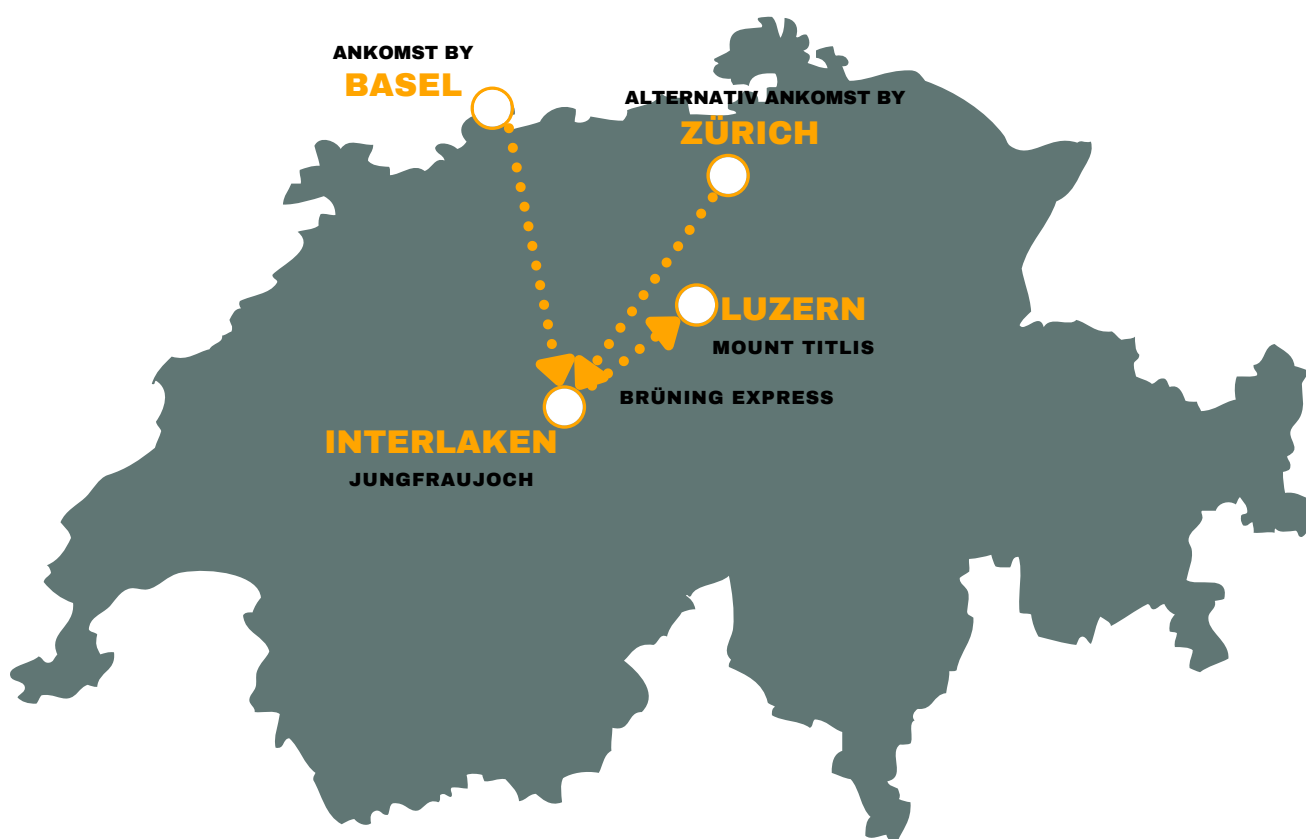 ANKOMST BY
BASEL
ALTERNATIV ANKOMST BY
ZÜRICH
LUZERN
MOUNT TITLIS
BRÜNING EXPRESS
INTERLAKEN
JUNGFRAUJOCH